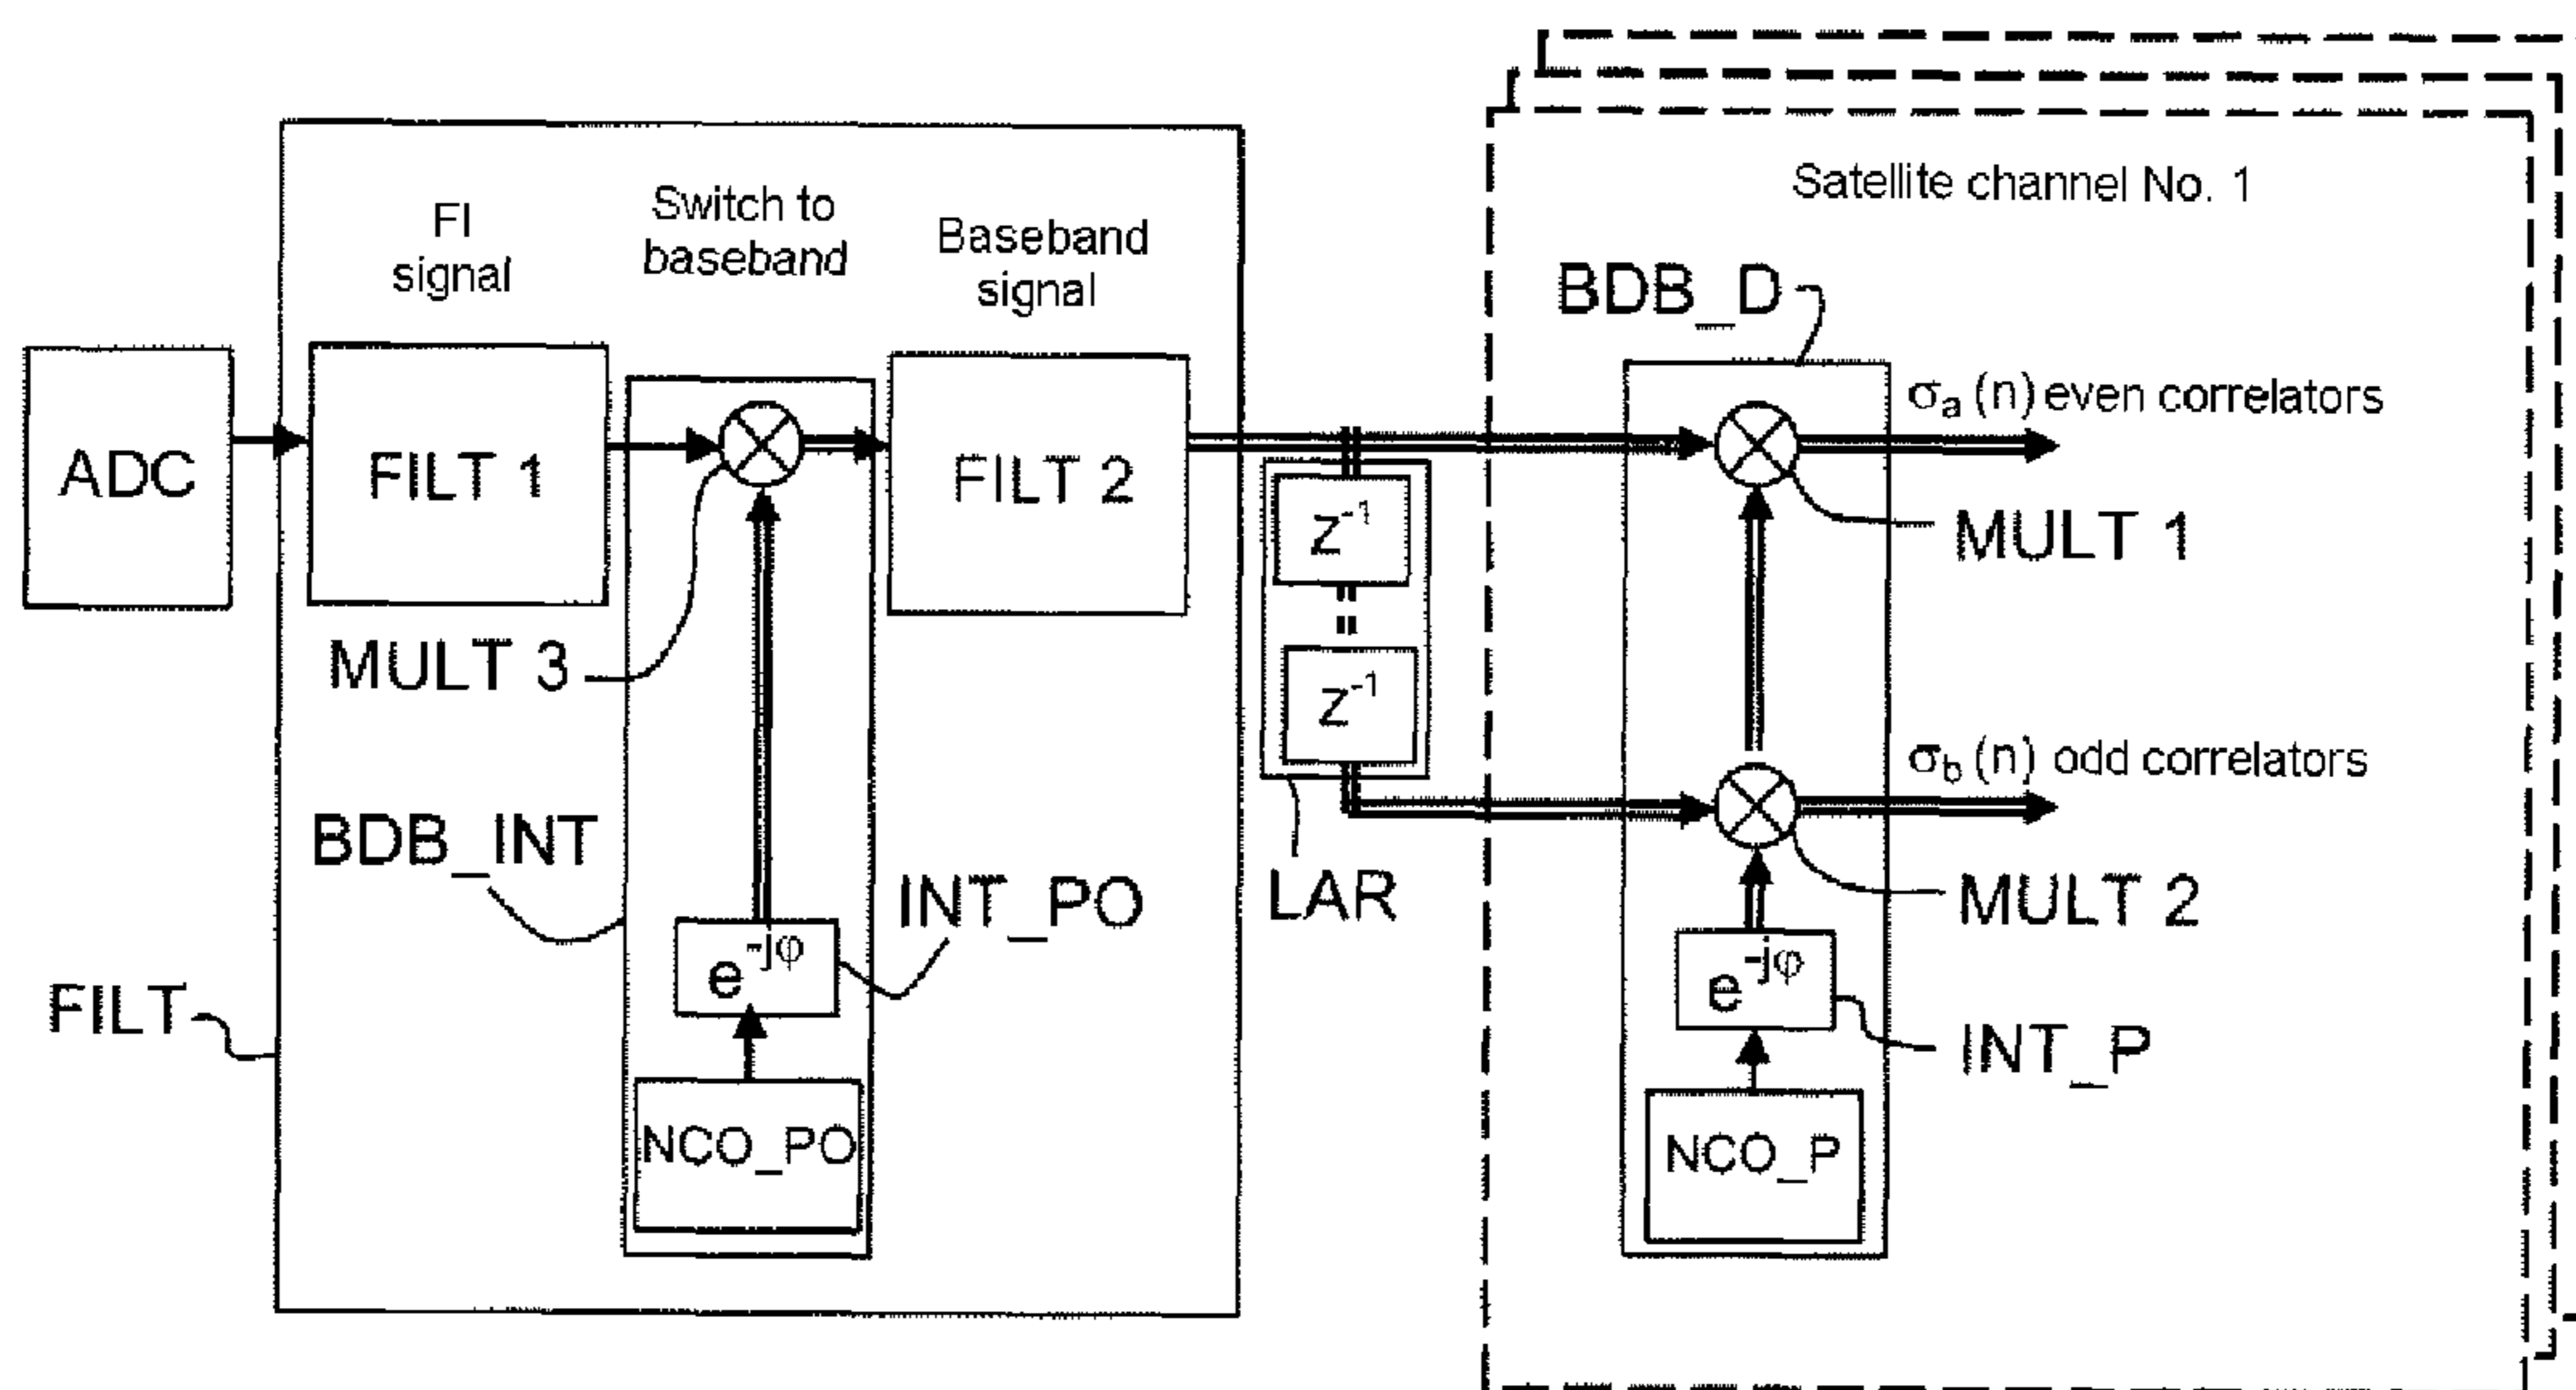 Satellite channel No. 1
FI
signal
Switch to
baseband
Baseband
signal
BDB_D
ADC
FILT 1
FILT 2
Z⁻¹
σₐ (n) even correlators
MULT 1
MULT 3
Z⁻¹
σ_b (n) odd correlators
BDB_INT
INT_PO
LAR
MULT 2
e^-jφ
e^-jφ
FILT
INT_P
NCO_PO
NCO_P